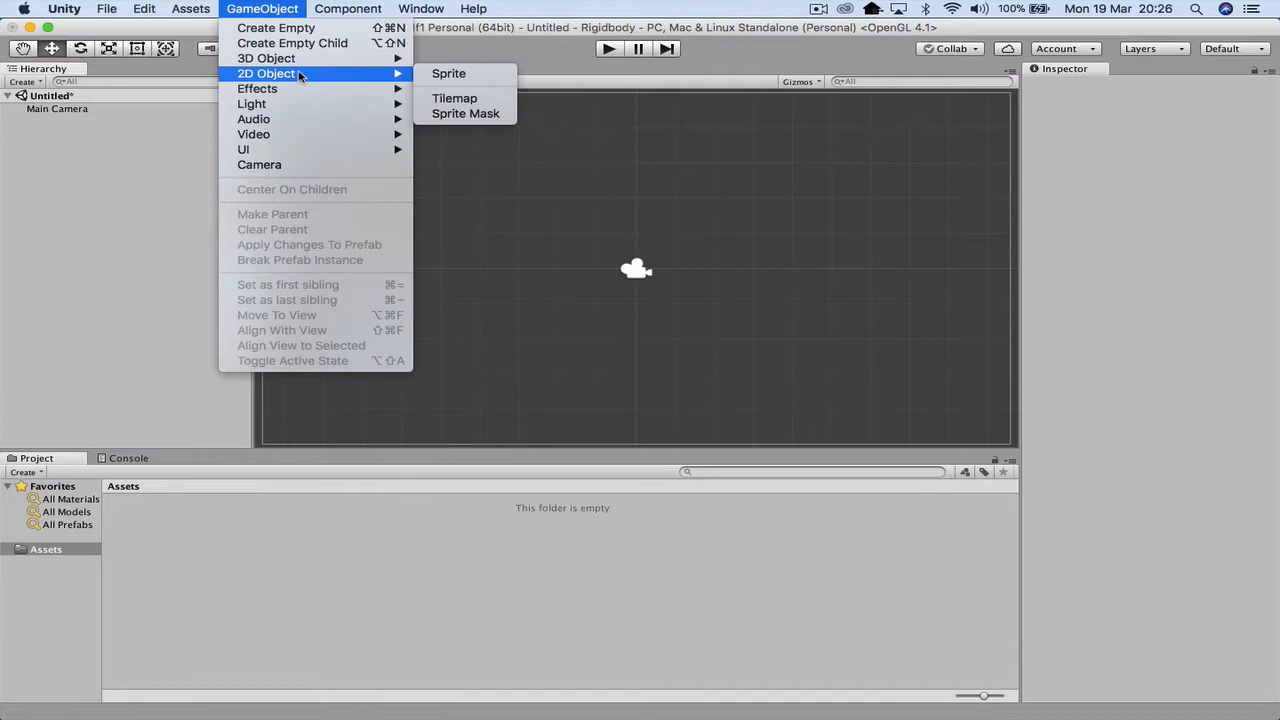 Unity File Edit Assets GameObject Component Window Help 100% Mon 19 Mar 20:26
f1 Personal (64bit) - Untitled - Rigidbody - PC, Mac & Linux Standalone (Personal) <OpenGL 4.1>
Collab Account Layers Default
Hierarchy
Create All
Untitled*
Main Camera
Create Empty ⇧⌘N
Create Empty Child ⌥⇧N
3D Object
2D Object
Effects
Light
Audio
Video
UI
Camera
Center On Children
Make Parent
Clear Parent
Apply Changes To Prefab
Break Prefab Instance
Set as first sibling ⌘=
Set as last sibling ⌘-
Move To View ⌥⌘F
Align With View ⇧⌘F
Align View to Selected
Toggle Active State ⌥⇧A
Sprite
Tilemap
Sprite Mask
Gizmos All
Inspector
Project Console
Create
Favorites
All Materials
All Models
All Prefabs
Assets
Assets
This folder is empty